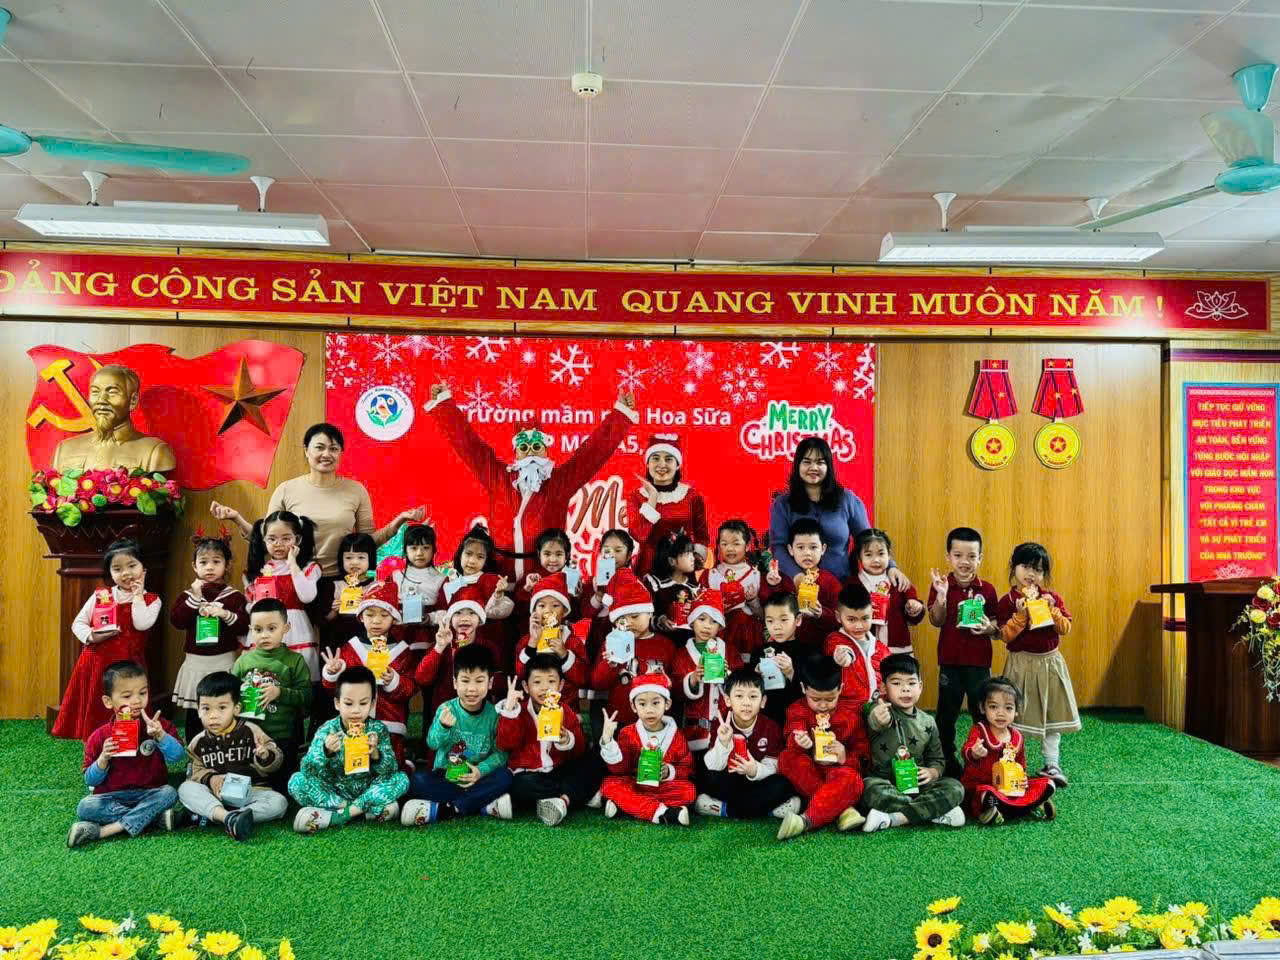 ĐẢNG CỘNG SẢN VIỆT NAM QUANG VINH MUÔN NĂM !
Trường mầm Hoa Sữa
A5,
MERRY
CHRISTMAS
Me
TIẾP TỤC GIỮ VỮNG
MỤC TIÊU PHÁT TRIỂN
AN TOÀN, BỀN VỮNG
TỪNG BƯỚC HỘI NHẬP
VỚI GIÁO DỤC MẦM NON
TRONG KHU VỰC
VỚI PHƯƠNG CHÂM
"TẤT CẢ VÌ TRẺ EM
VÀ SỰ PHÁT TRIỂN
CỦA NHÀ TRƯỜNG"